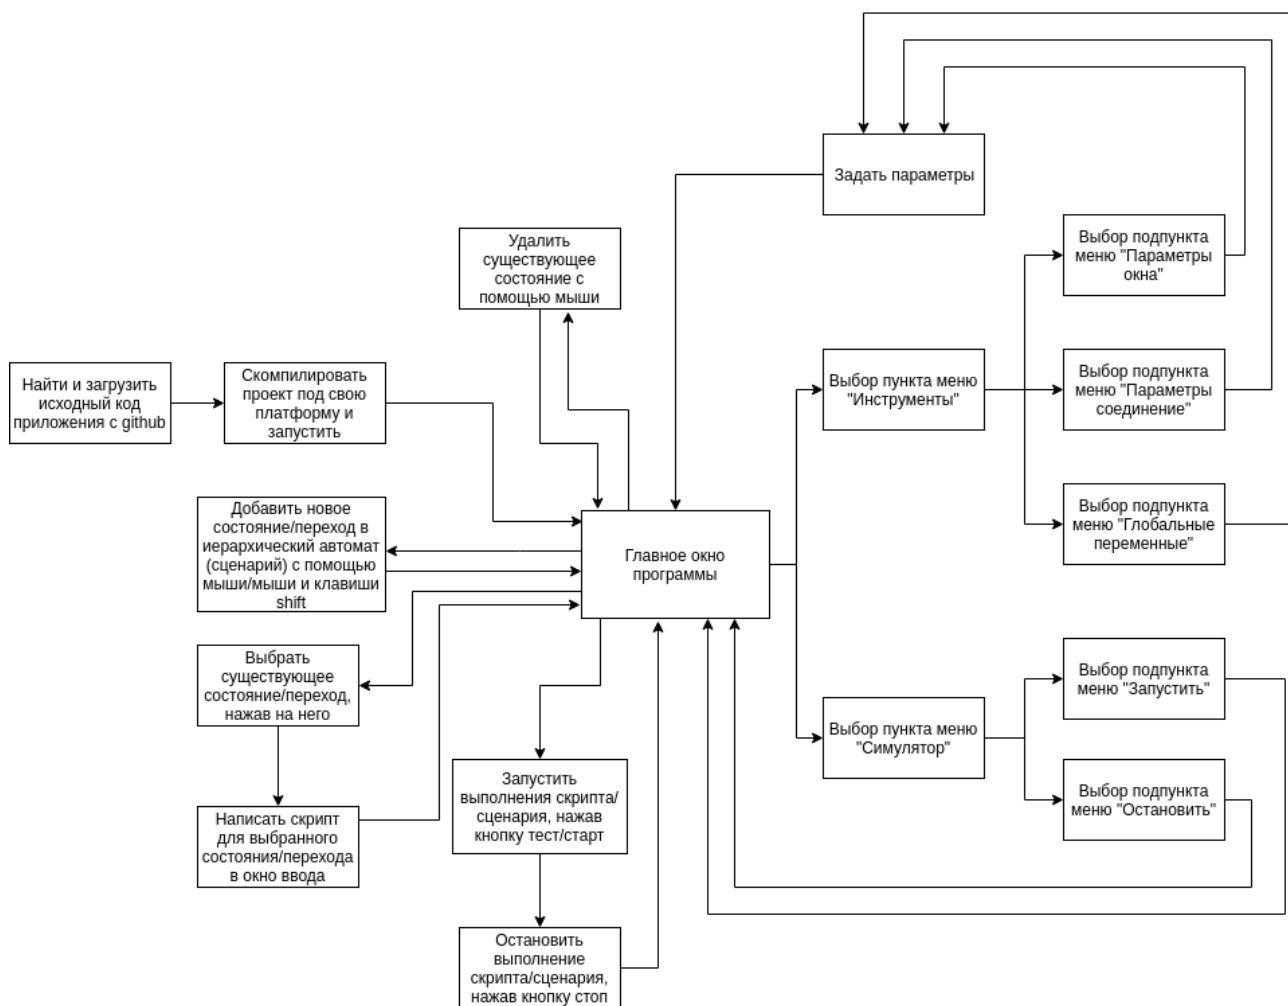 Задать параметры
Удалить
существующее
состояние с
помощью мыши
Выбор подпункта
меню "Параметры
окна"
Найти и загрузить
исходный код
приложения с github
Скомпилировать
проект под свою
платформу и
запустить
Выбор пункта меню
"Инструменты"
Выбор подпункта
меню "Параметры
соединение"
Добавить новое
состояние/переход в
иерархический автомат
(сценарий) с помощью
мыши/мыши и клавиши
shift
Главное окно
программы
Выбор подпункта
меню "Глобальные
переменные"
Выбрать
существующее
состояние/переход,
нажав на него
Выбор подпункта
меню "Запустить"
Выбор пункта меню
"Симулятор"
Запустить
выполнения скрипта/
сценария, нажав
кнопку тест/старт
Выбор подпункта
меню "Остановить"
Написать скрипт
для выбранного
состояния/перехода
в окно ввода
Остановить
выполнение
скрипта/сценария,
нажав кнопку стоп